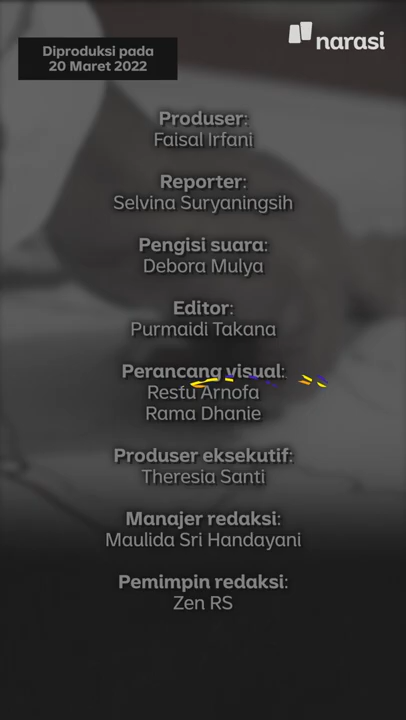 Diproduksi pada
20 Maret 2022
narasi
Produser:
Faisal Irfani
Reporter:
Selvina Suryaningsih
Pengisi suara:
Debora Mulya
Editor:
Purmaidi Takana
Perancang visual:
Restu Arnofa
Rama Dhanie
Produser eksekutif:
Theresia Santi
Manajer redaksi:
Maulida Sri Handayani
Pemimpin redaksi:
Zen RS